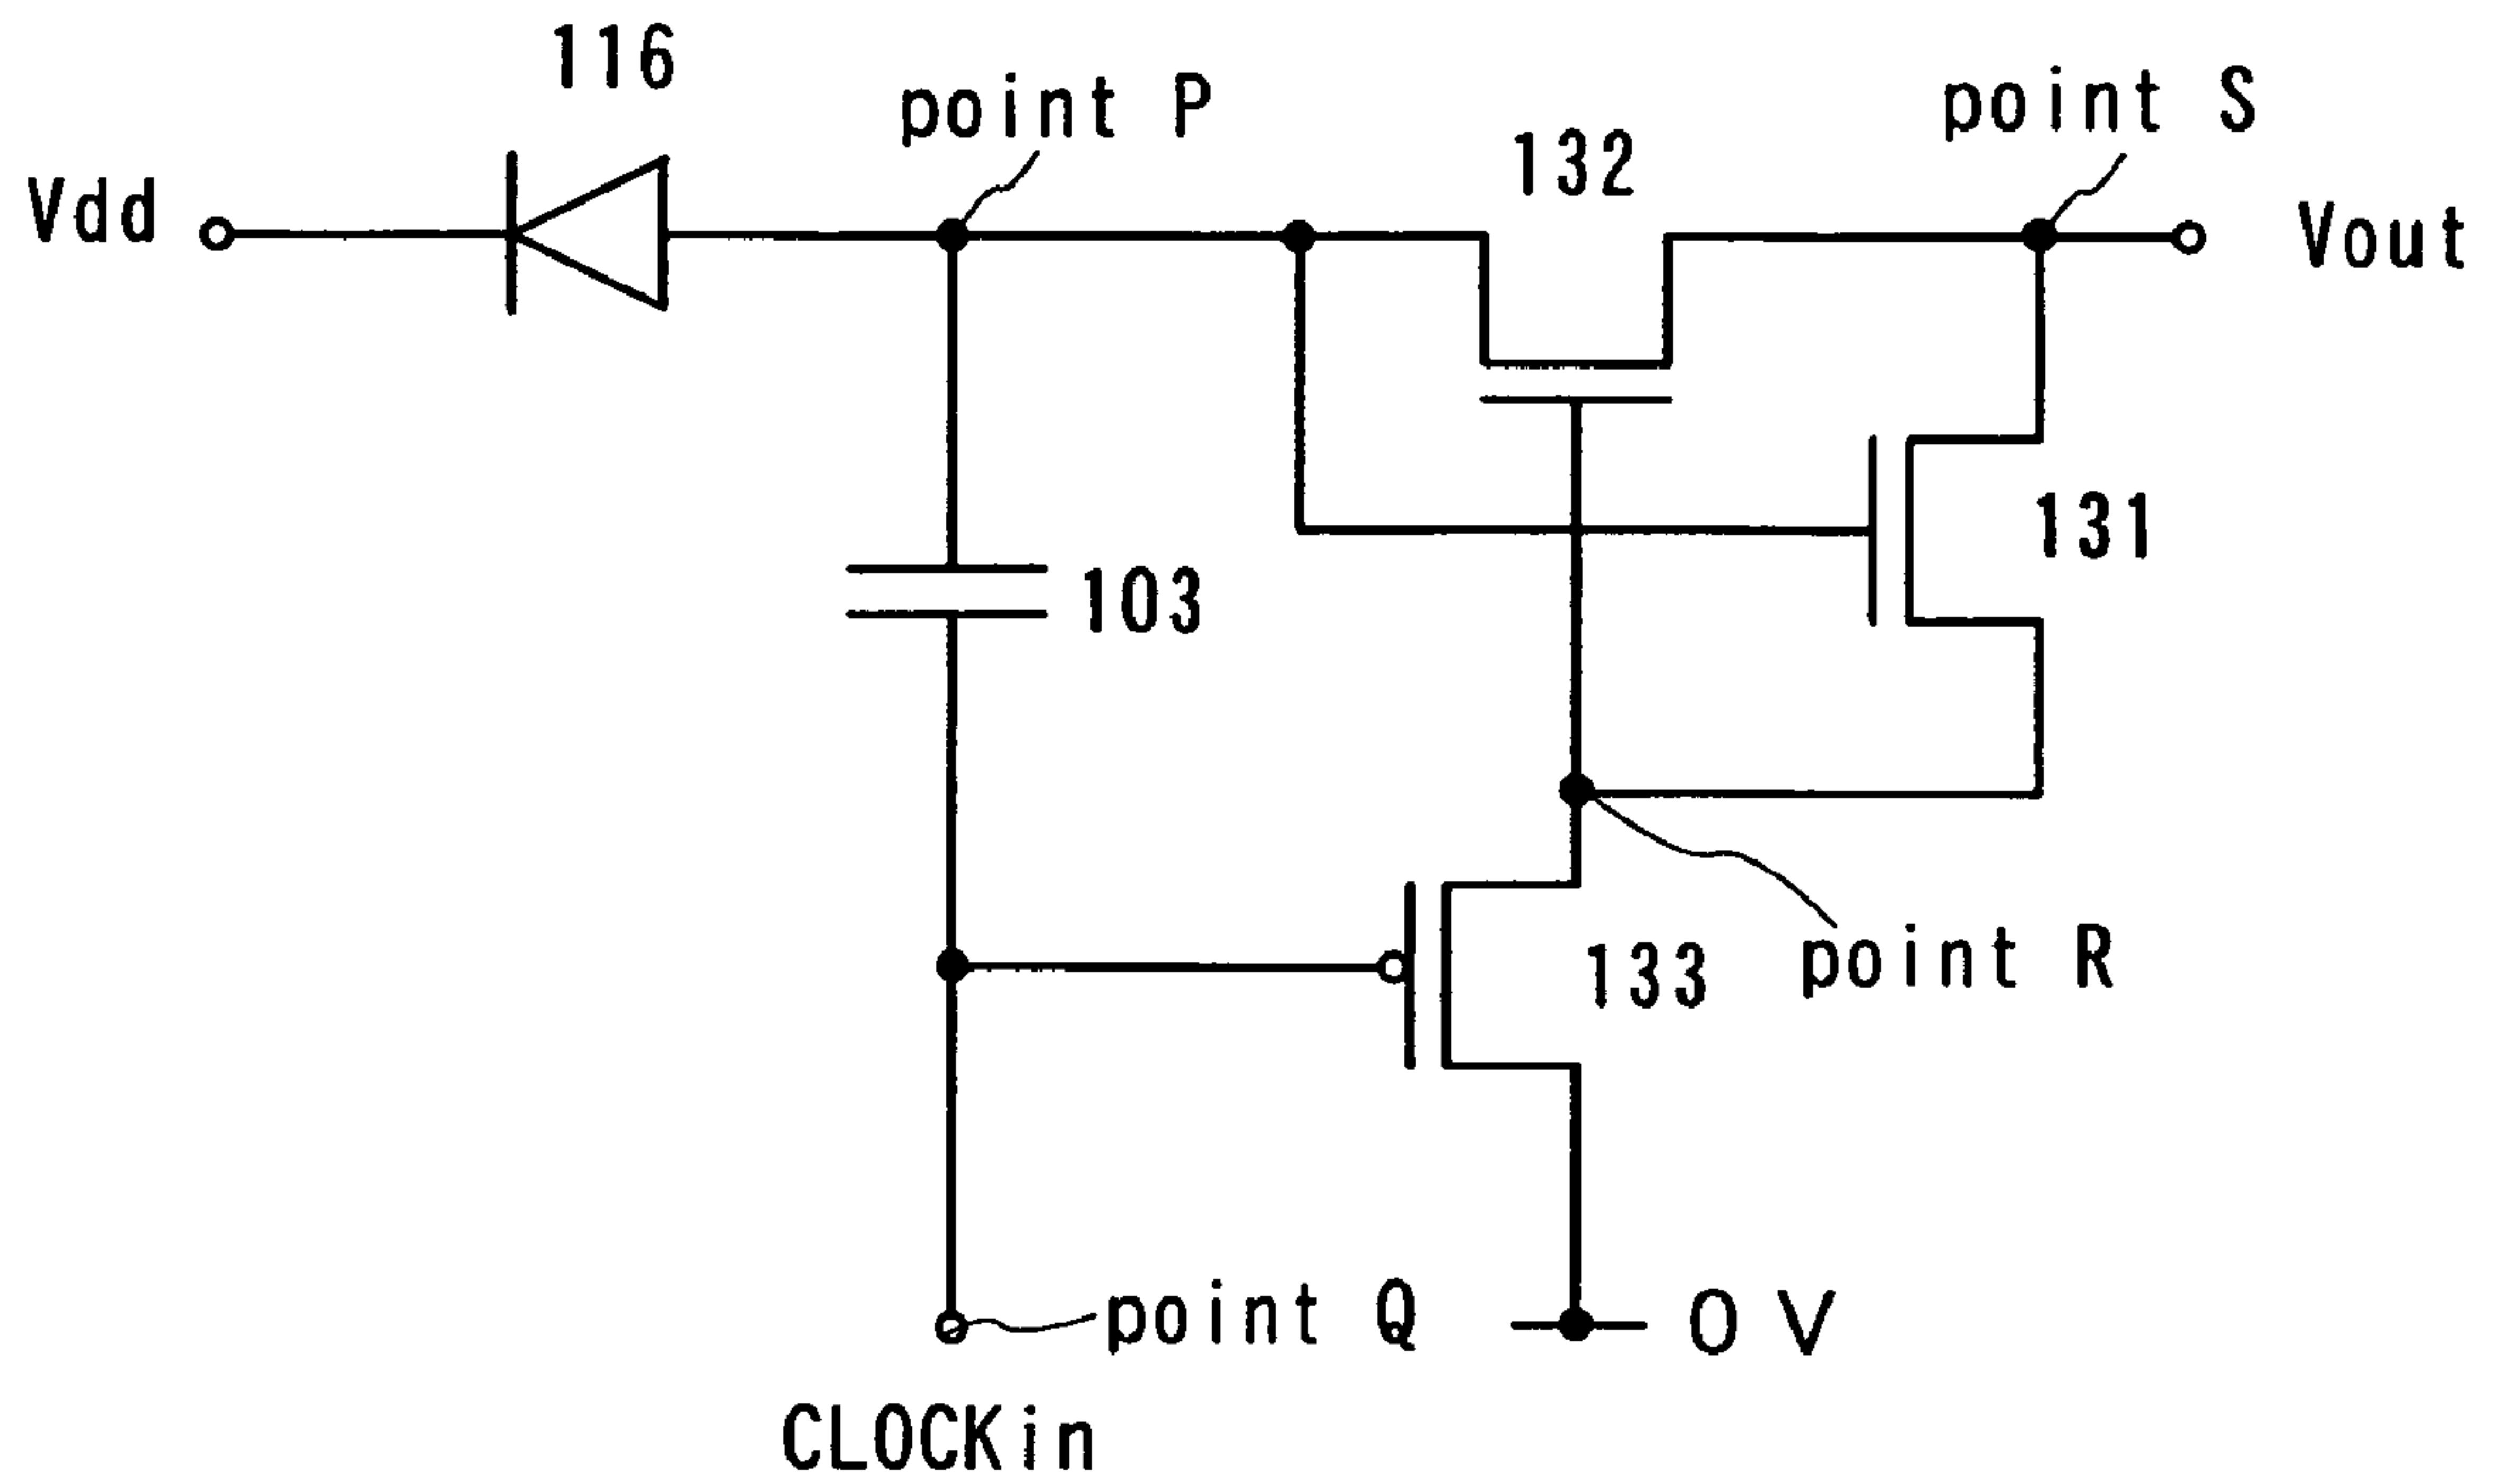 116
point P
point S
132
Vdd
Vout
131
103
133
point R
point Q
0 V
CLOCKin